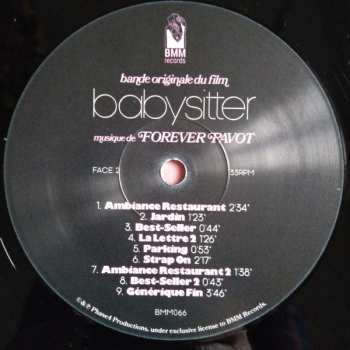 BMM
records
bande originale du film
babysitter
musique de FOREVER PAVOT
FACE 2
33RPM
1. Ambiance Restaurant 2'34"
2. Jardin 1'23"
3. Best-Seller 0'44"
4. La Lettre 2 1'26"
5. Parking 0'53"
6. Strap On 2'17"
7. Ambiance Restaurant 2 1'38"
8. Best-Seller 2 0'43"
9. Générique Fin 3'46"
BMM066
©&℗ Phased Productions, under exclusive license to BMM Records.